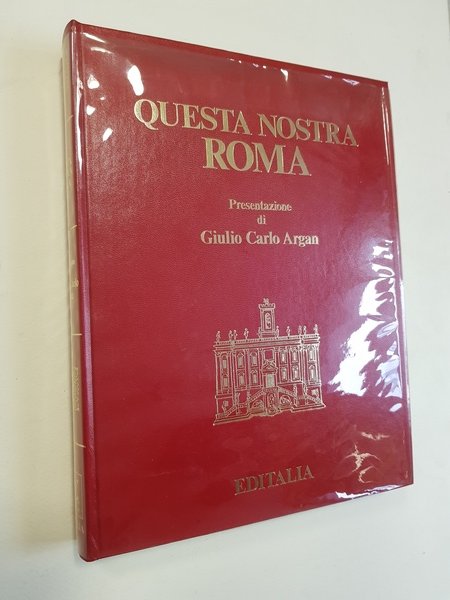 QUESTA NOSTRA
ROMA
Presentazione
di
Giulio Carlo Argan
EDITALIA